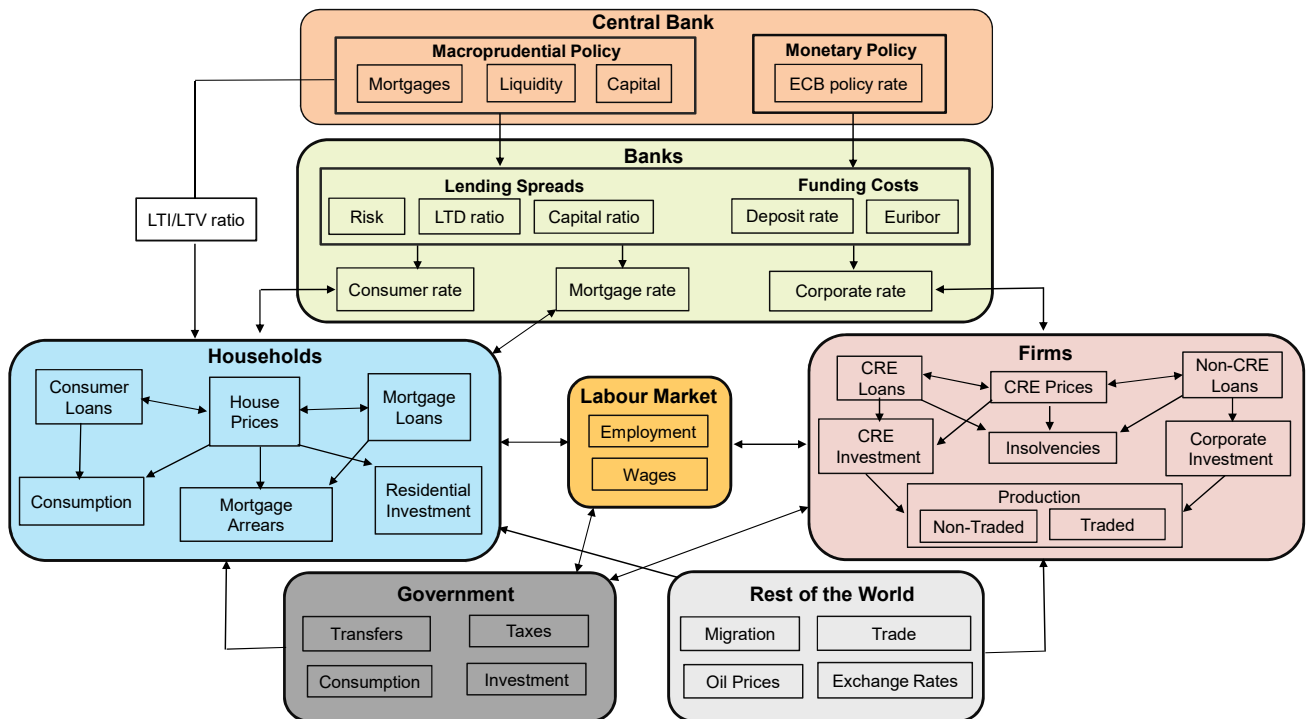 Central Bank
Macroprudential Policy
Mortgages
Liquidity
Capital
Monetary Policy
ECB policy rate
Banks
Lending Spreads
Risk
LTD ratio
Capital ratio
Funding Costs
Deposit rate
Euribor
LTI/LTV ratio
Consumer rate
Mortgage rate
Corporate rate
Households
Consumer
Loans
House
Prices
Mortgage
Loans
Consumption
Mortgage
Arrears
Residential
Investment
Labour Market
Employment
Wages
Firms
CRE
Loans
CRE Prices
Non-CRE
Loans
CRE
Investment
Insolvencies
Corporate
Investment
Production
Non-Traded
Traded
Government
Transfers
Taxes
Consumption
Investment
Rest of the World
Migration
Trade
Oil Prices
Exchange Rates